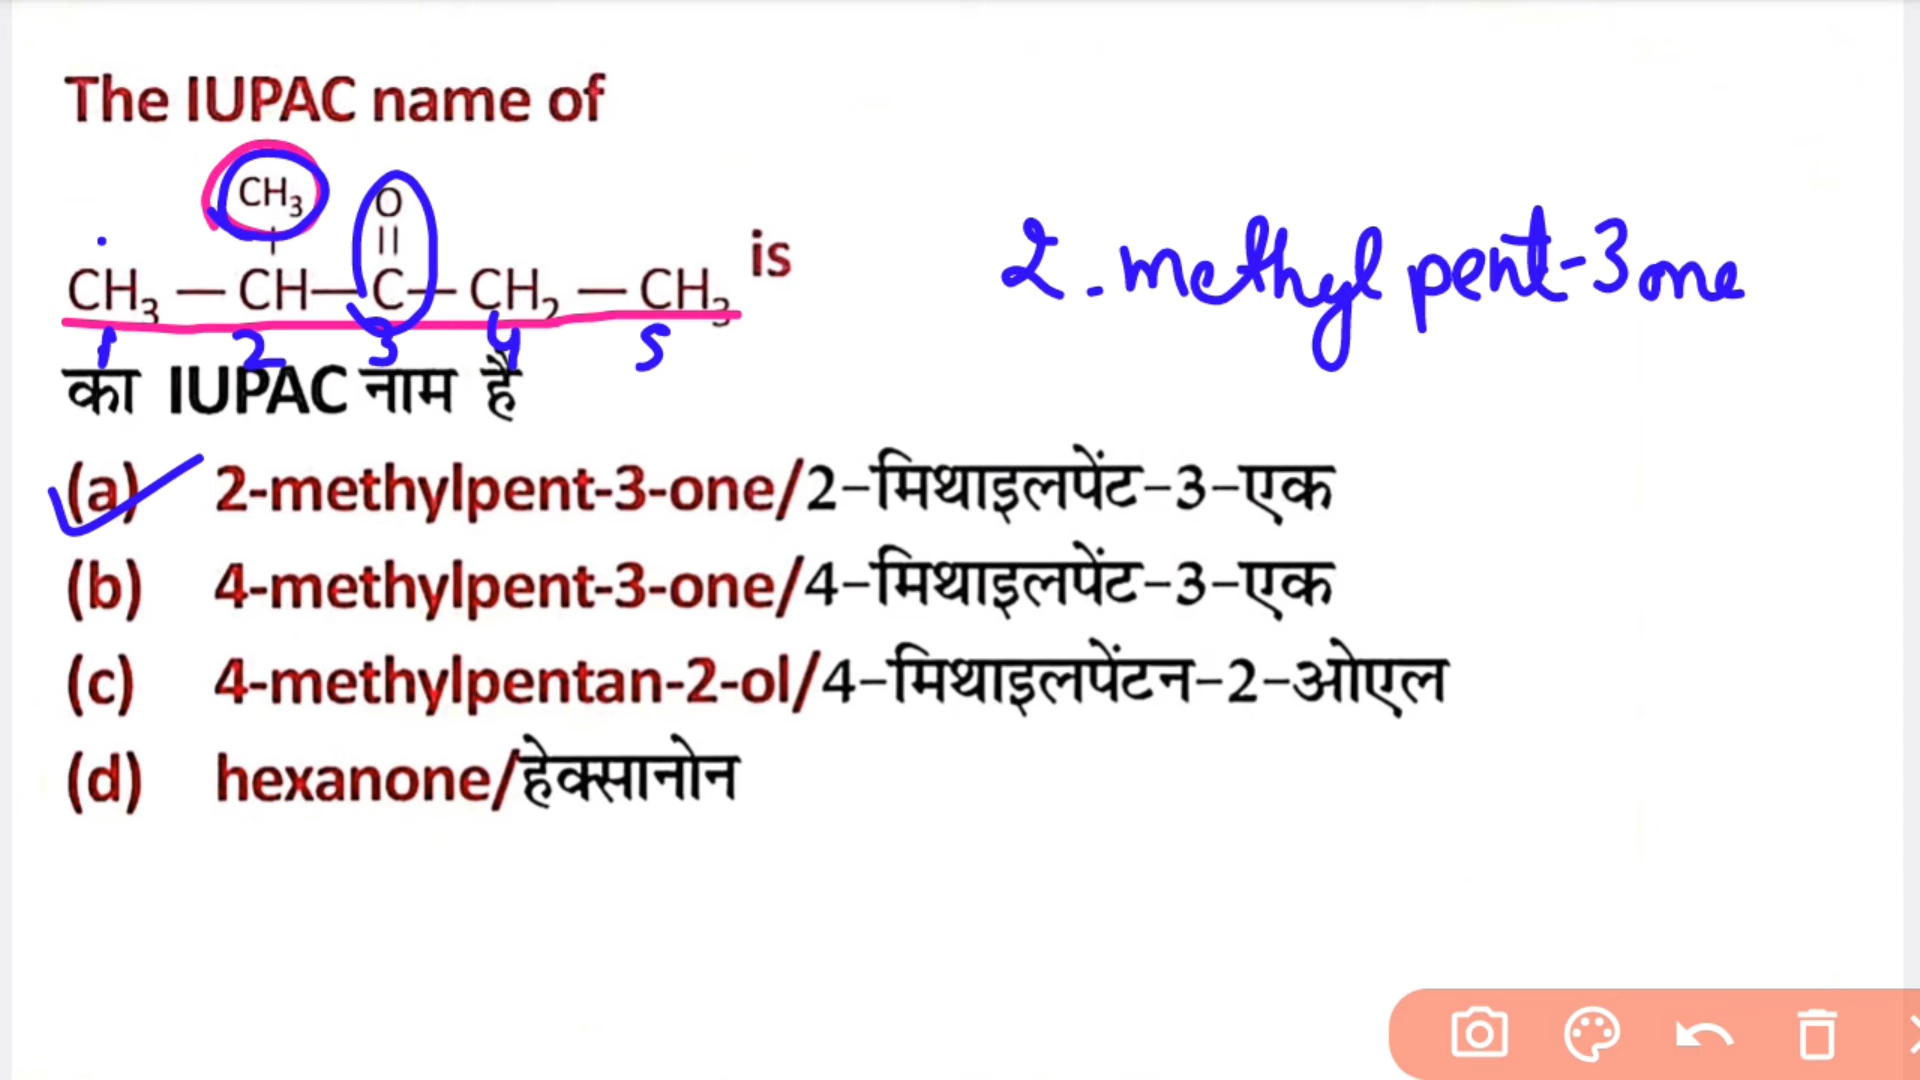 The IUPAC name of
CH₃ O
CH₃ — CH — C — CH₂ — CH₃ is
1 2 3 4 5
2-methyl pent-3one
का IUPAC नाम है
(a) 2-methylpent-3-one/2-मिथाइलपेंट-3-एक
(b) 4-methylpent-3-one/4-मिथाइलपेंट-3-एक
(c) 4-methylpentan-2-ol/4-मिथाइलपेंटन-2-ओएल
(d) hexanone/हेक्सानोन